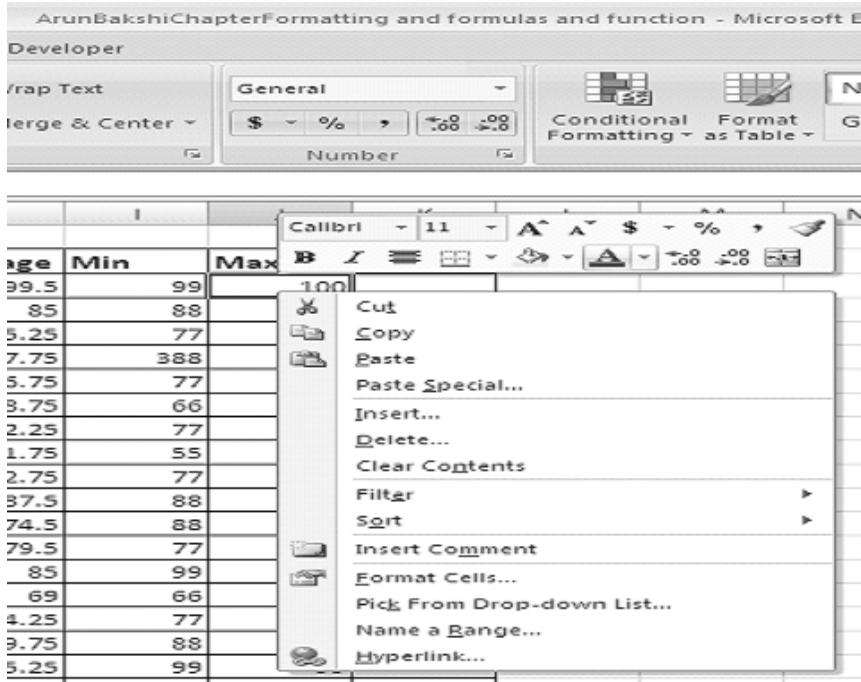 ArunBakshiChapterFormatting and formulas and function - Microsoft E
Developer
Wrap Text
General
Merge & Center
$ % ,
Conditional Formatting
Format as Table
N
G
Number
I
N
Calibri 11 A A $ % ,
B I A
age Min Max
99.5 99 100
85 88
5.25 77
7.75 388
5.75 77
3.75 66
2.25 77
1.75 55
2.75 77
37.5 88
74.5 88
79.5 77
85 99
69 66
4.25 77
9.75 88
5.25 99
Cut
Copy
Paste
Paste Special...
Insert...
Delete...
Clear Contents
Filter
Sort
Insert Comment
Format Cells...
Pick From Drop-down List...
Name a Range...
Hyperlink...